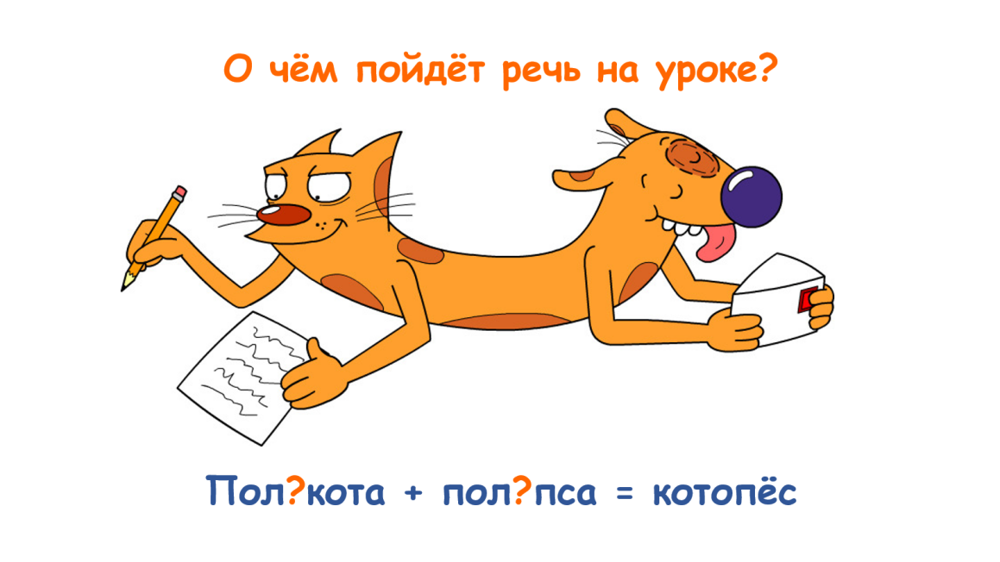 О чём пойдёт речь на уроке?
Пол?кота + пол?пса = котопёс